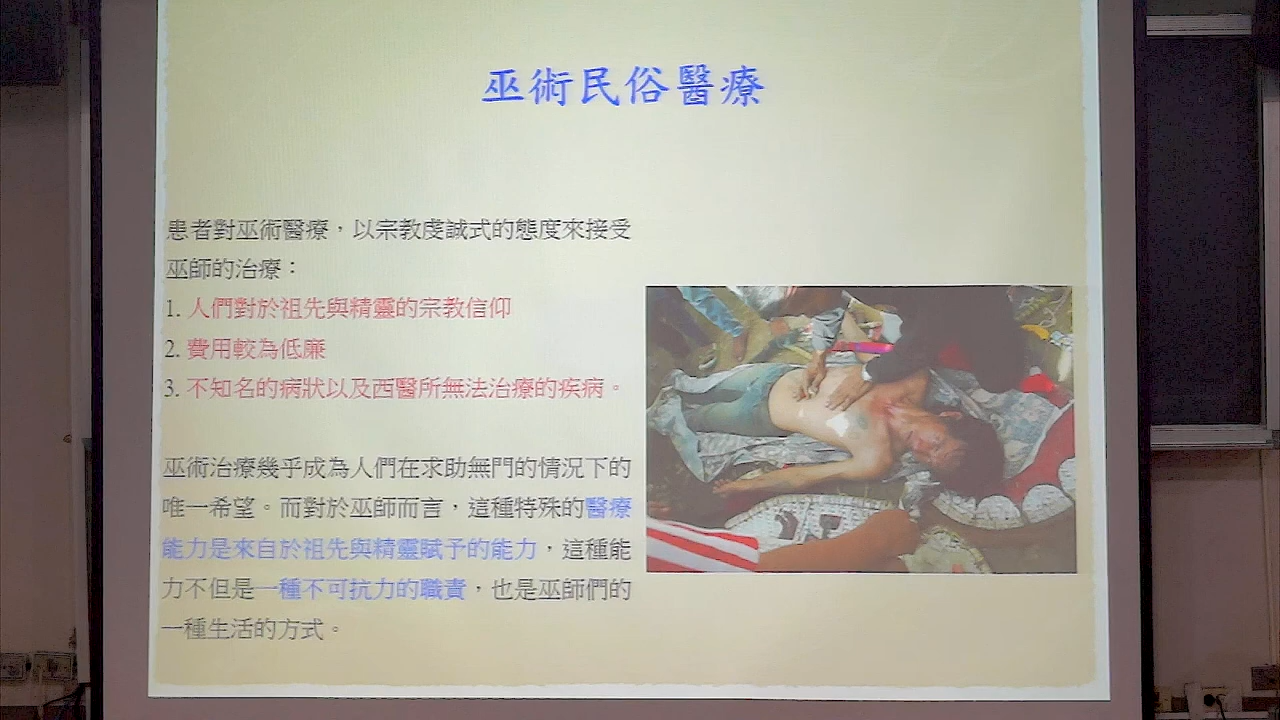 巫術民俗醫療
患者對巫術醫療，以宗教虔誠式的態度來接受
巫師的治療：
1. 人們對於祖先與精靈的宗教信仰
2. 費用較為低廉
3. 不知名的病狀以及西醫所無法治療的疾病。
巫術治療幾乎成為人們在求助無門的情況下的
唯一希望。而對於巫師而言，這種特殊的醫療
能力是來自於祖先與精靈賦予的能力，這種能
力不但是一種不可抗力的職責，也是巫師們的
一種生活的方式。